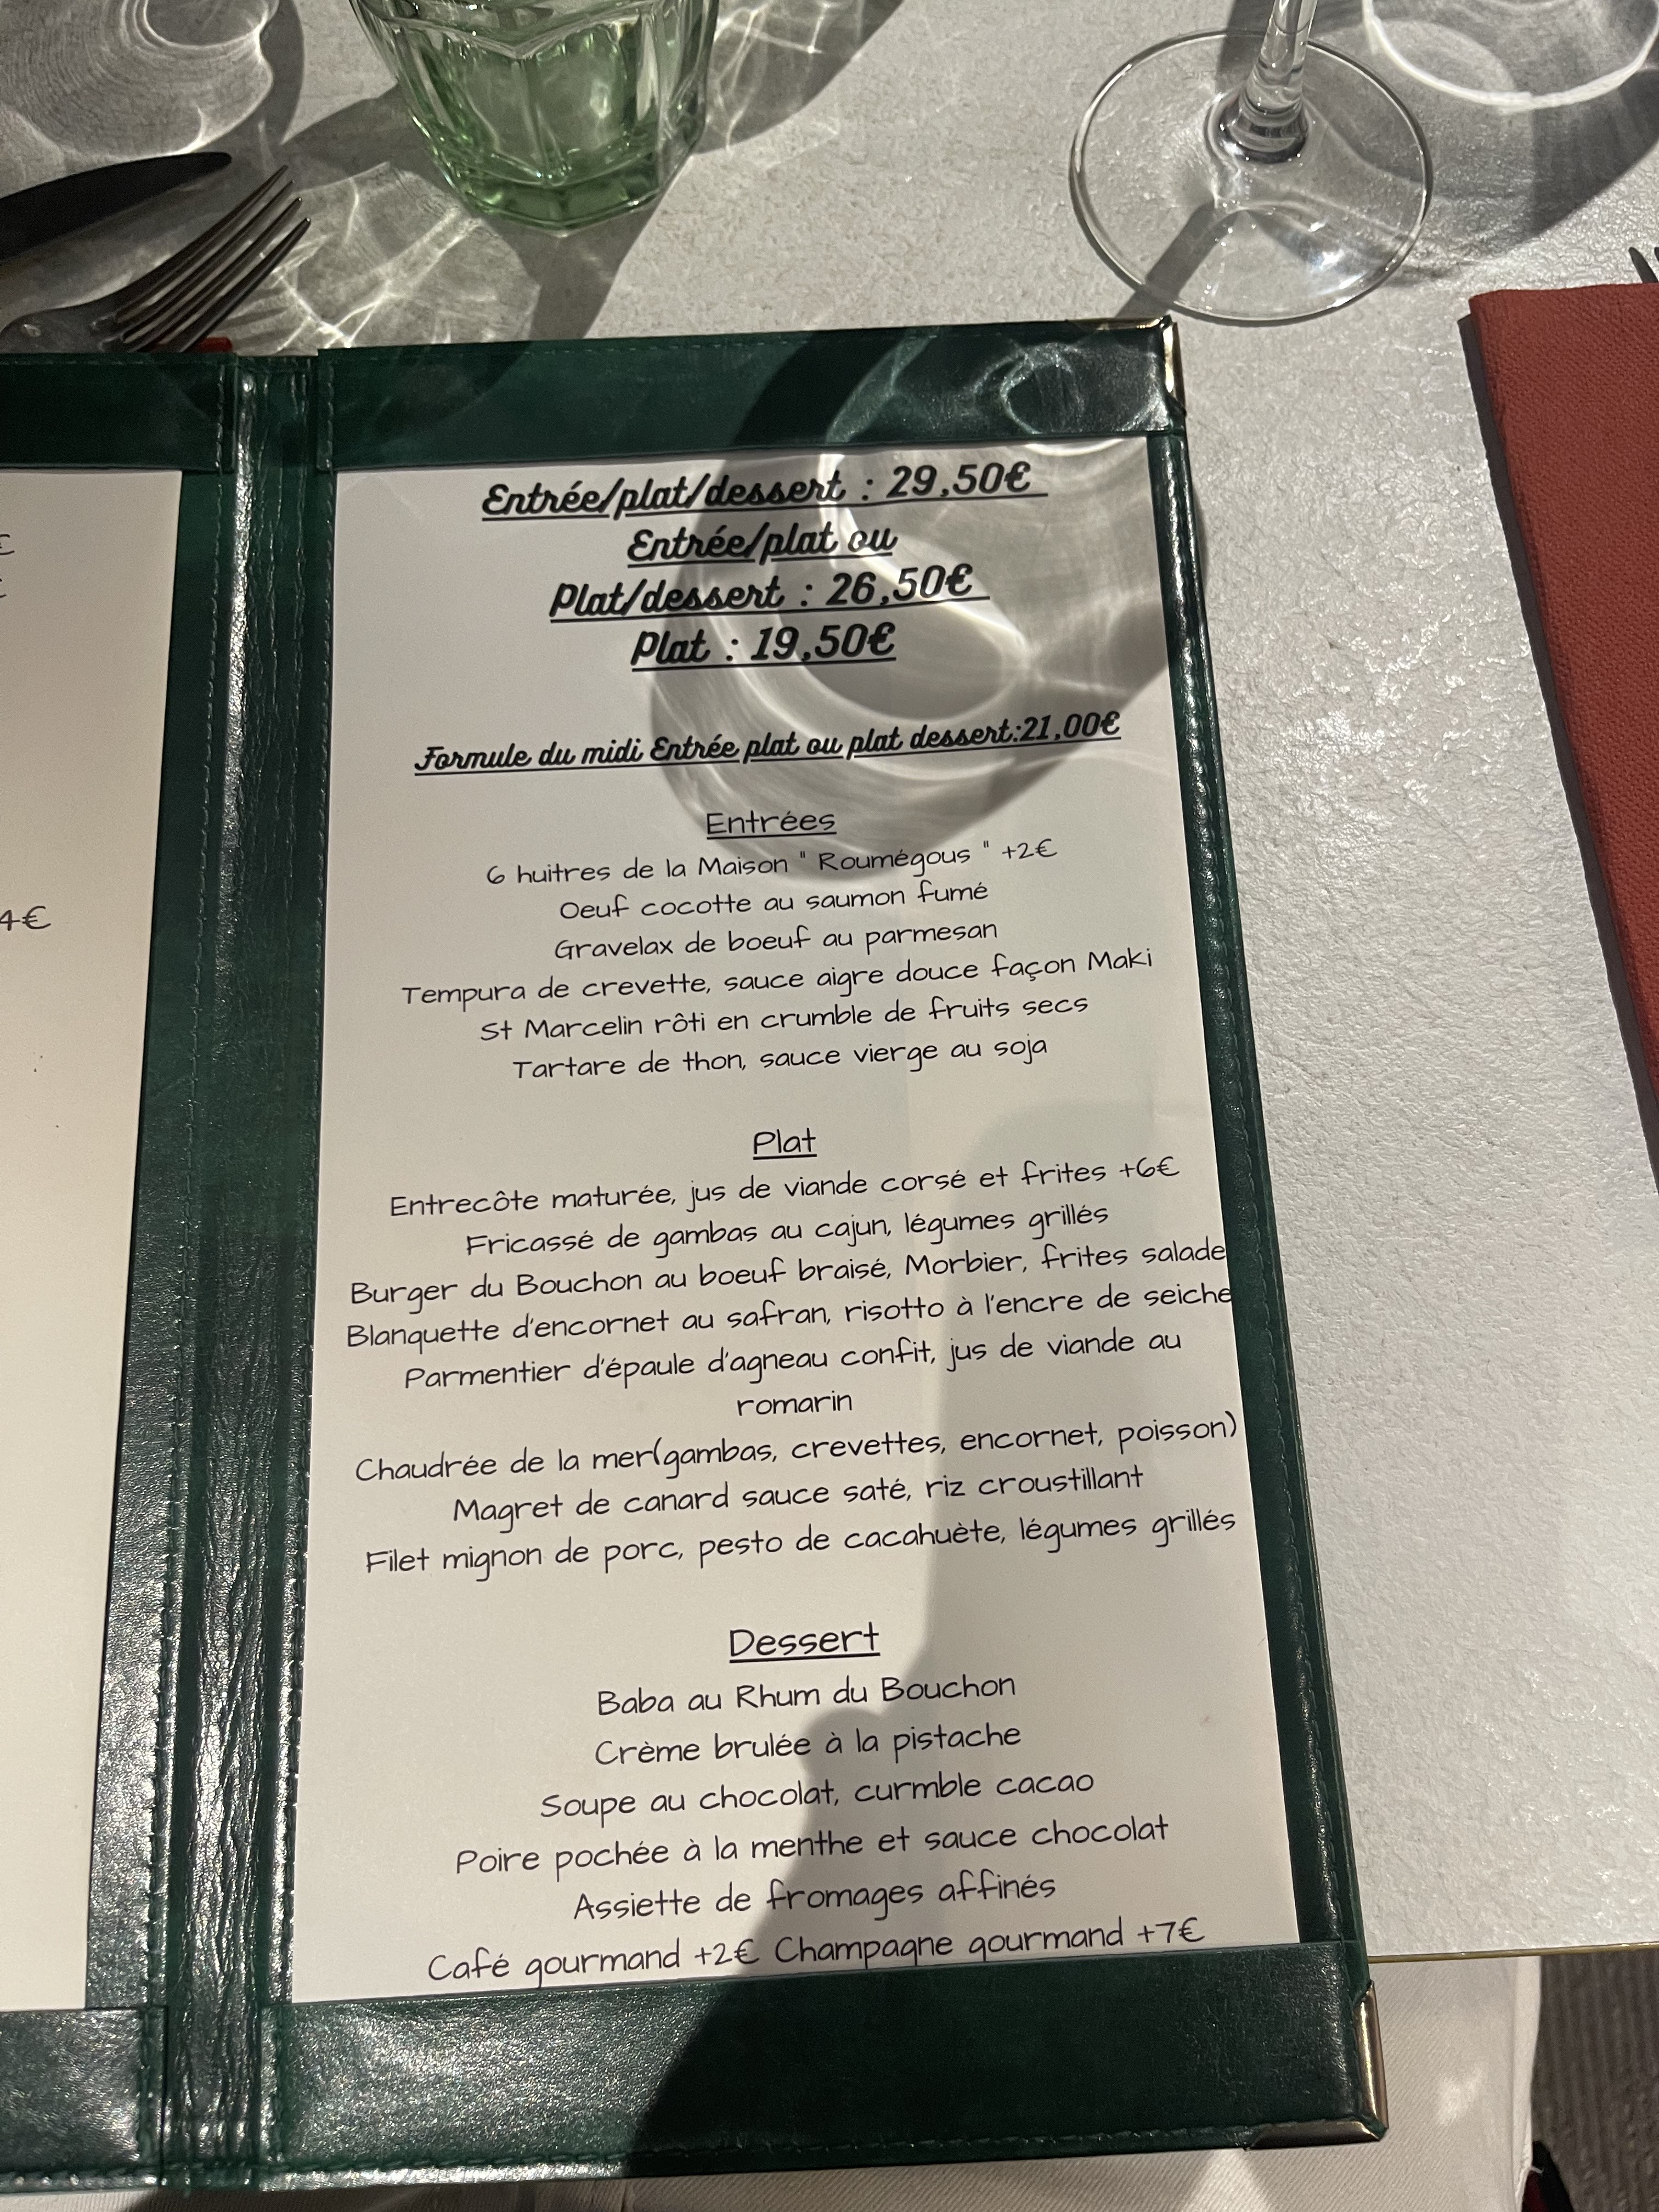 €
€
4€
Entrée/plat/dessert : 29,50€
Entrée/plat ou
Plat/dessert : 26,50€
Plat : 19,50€
Formule du midi Entrée plat ou plat dessert:21,00€
Entrées
6 huitres de la Maison " Roumégous " +2€
Oeuf cocotte au saumon fumé
Gravelax de boeuf au parmesan
Tempura de crevette, sauce aigre douce façon Maki
St Marcelin rôti en crumble de fruits secs
Tartare de thon, sauce vierge au soja
Plat
Entrecôte maturée, jus de viande corsé et frites +6€
Fricassé de gambas au cajun, légumes grillés
Burger du Bouchon au boeuf braisé, Morbier, frites salade
Blanquette d'encornet au safran, risotto à l'encre de seiche
Parmentier d'épaule d'agneau confit, jus de viande au
romarin
Chaudrée de la mer(gambas, crevettes, encornet, poisson)
Magret de canard sauce saté, riz croustillant
Filet mignon de porc, pesto de cacahuète, légumes grillés
Dessert
Baba au Rhum du Bouchon
Crème brulée à la pistache
Soupe au chocolat, curmble cacao
Poire pochée à la menthe et sauce chocolat
Assiette de fromages affinés
Café gourmand +2€ Champagne gourmand +7€